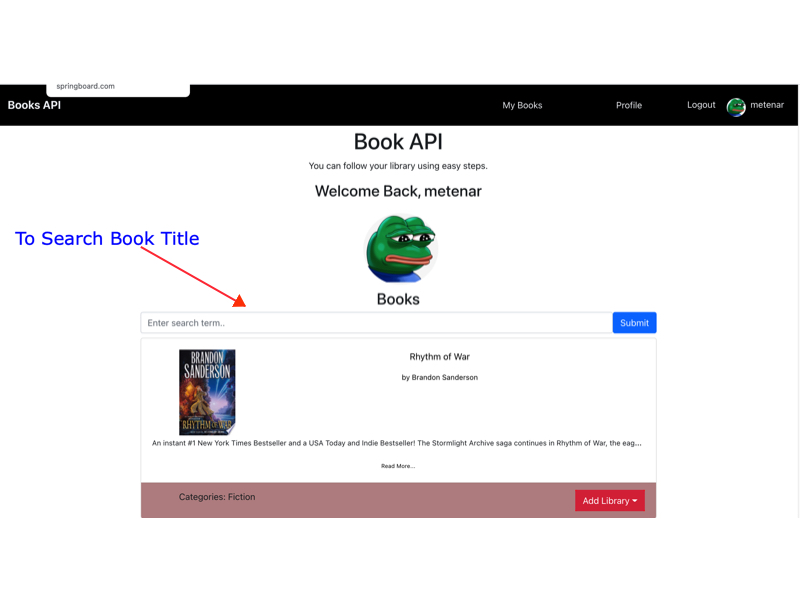 springboard.com
Books API
My Books
Profile
Logout
metenar
Book API
You can follow your library using easy steps.
Welcome Back, metenar
To Search Book Title
Books
Enter search term..
Submit
BRANDON
SANDERSON
RHYTHM OF WAR
Rhythm of War
by Brandon Sanderson
An instant #1 New York Times Bestseller and a USA Today and Indie Bestseller! The Stormlight Archive saga continues in Rhythm of War, the eag...
Read More...
Categories: Fiction
Add Library